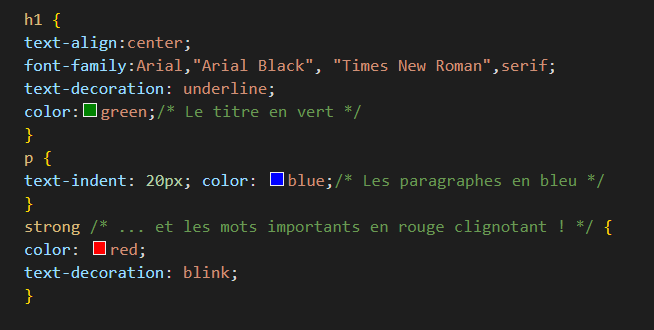 h1 {
text-align:center;
font-family:Arial,"Arial Black", "Times New Roman",serif;
text-decoration: underline;
color:green;/* Le titre en vert */
}
p {
text-indent: 20px; color: blue;/* Les paragraphes en bleu */
}
strong /* ... et les mots importants en rouge clignotant ! */ {
color: red;
text-decoration: blink;
}